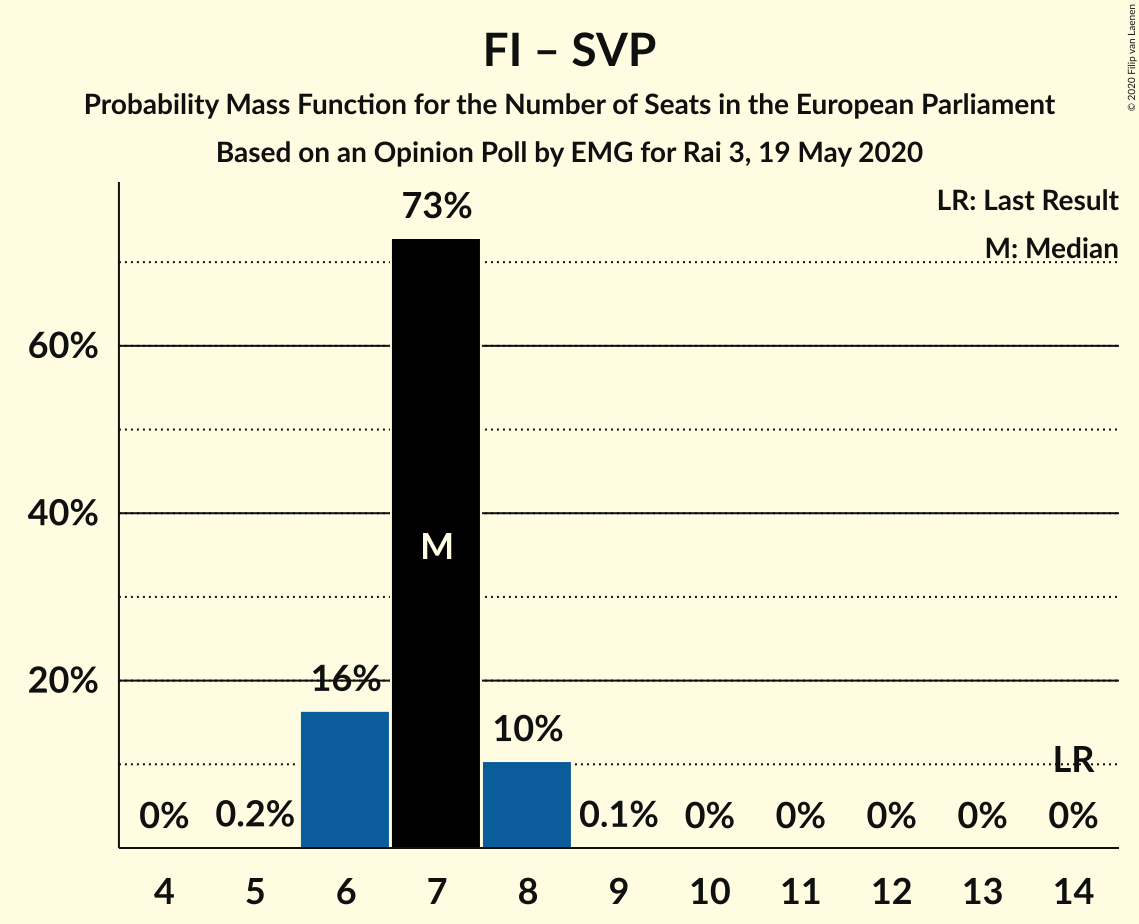 FI – SVP
Probability Mass Function for the Number of Seats in the European Parliament
Based on an Opinion Poll by EMG for Rai 3, 19 May 2020
© 2020 Filip van Laenen
LR: Last Result
M: Median
73%
60%
M
40%
16%
20%
10%
LR
0% 0.2% 0.1% 0% 0% 0% 0% 0%
4 5 6 7 8 9 10 11 12 13 14